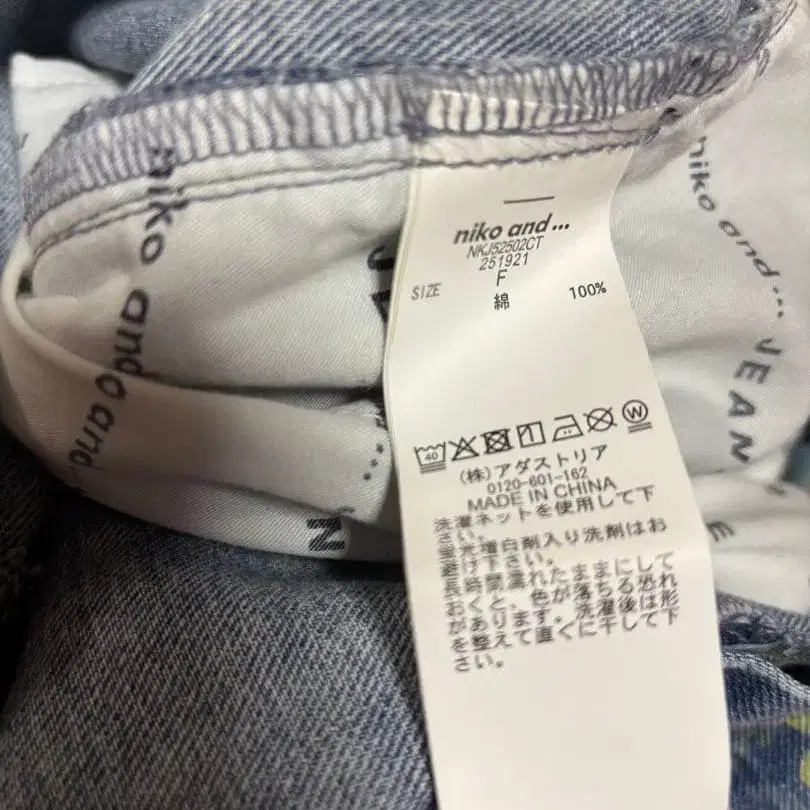 niko and...
NKJ52502CT
251921
SIZE F
綿 100%
40
(株)アダストリア
0120-601-162
MADE IN CHINA
洗濯ネットを使用して下
さい。
蛍光増白剤入り洗剤はお
避け下さい。
長時間濡れたままにして
おくと、色が落ちる恐れ
があります。洗濯後は形
を整えて直ぐに干して下
さい。
niko and
niko and ...
o and ...
JEAN
N
E